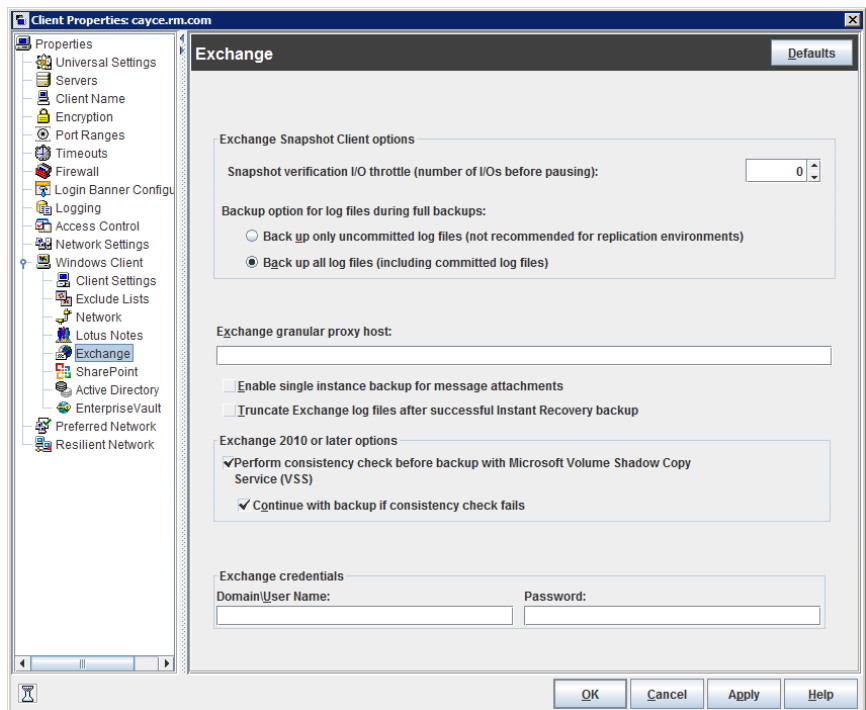 Client Properties: cayce.rm.com
Properties
Universal Settings
Servers
Client Name
Encryption
Port Ranges
Timeouts
Firewall
Login Banner Configu
Logging
Access Control
Network Settings
Windows Client
Client Settings
Exclude Lists
Network
Lotus Notes
Exchange
SharePoint
Active Directory
EnterpriseVault
Preferred Network
Resilient Network
Exchange
Defaults
Exchange Snapshot Client options
Snapshot verification I/O throttle (number of I/Os before pausing):
0
Backup option for log files during full backups:
Back up only uncommitted log files (not recommended for replication environments)
Back up all log files (including committed log files)
Exchange granular proxy host:
Enable single instance backup for message attachments
Truncate Exchange log files after successful Instant Recovery backup
Exchange 2010 or later options
Perform consistency check before backup with Microsoft Volume Shadow Copy
Service (VSS)
Continue with backup if consistency check fails
Exchange credentials
Domain\User Name:
Password:
OK
Cancel
Apply
Help